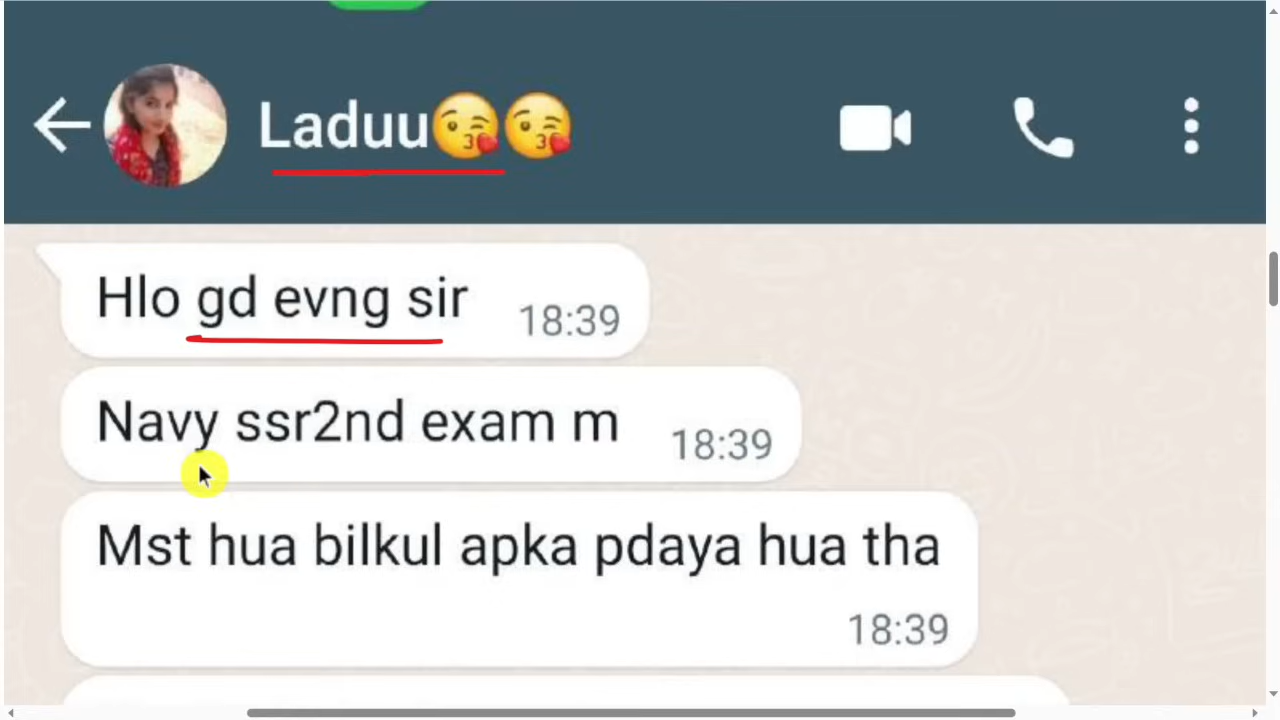 Laduu😘😘
Hlo gd evng sir
18:39
Navy ssr2nd exam m
18:39
Mst hua bilkul apka pdaya hua tha
18:39